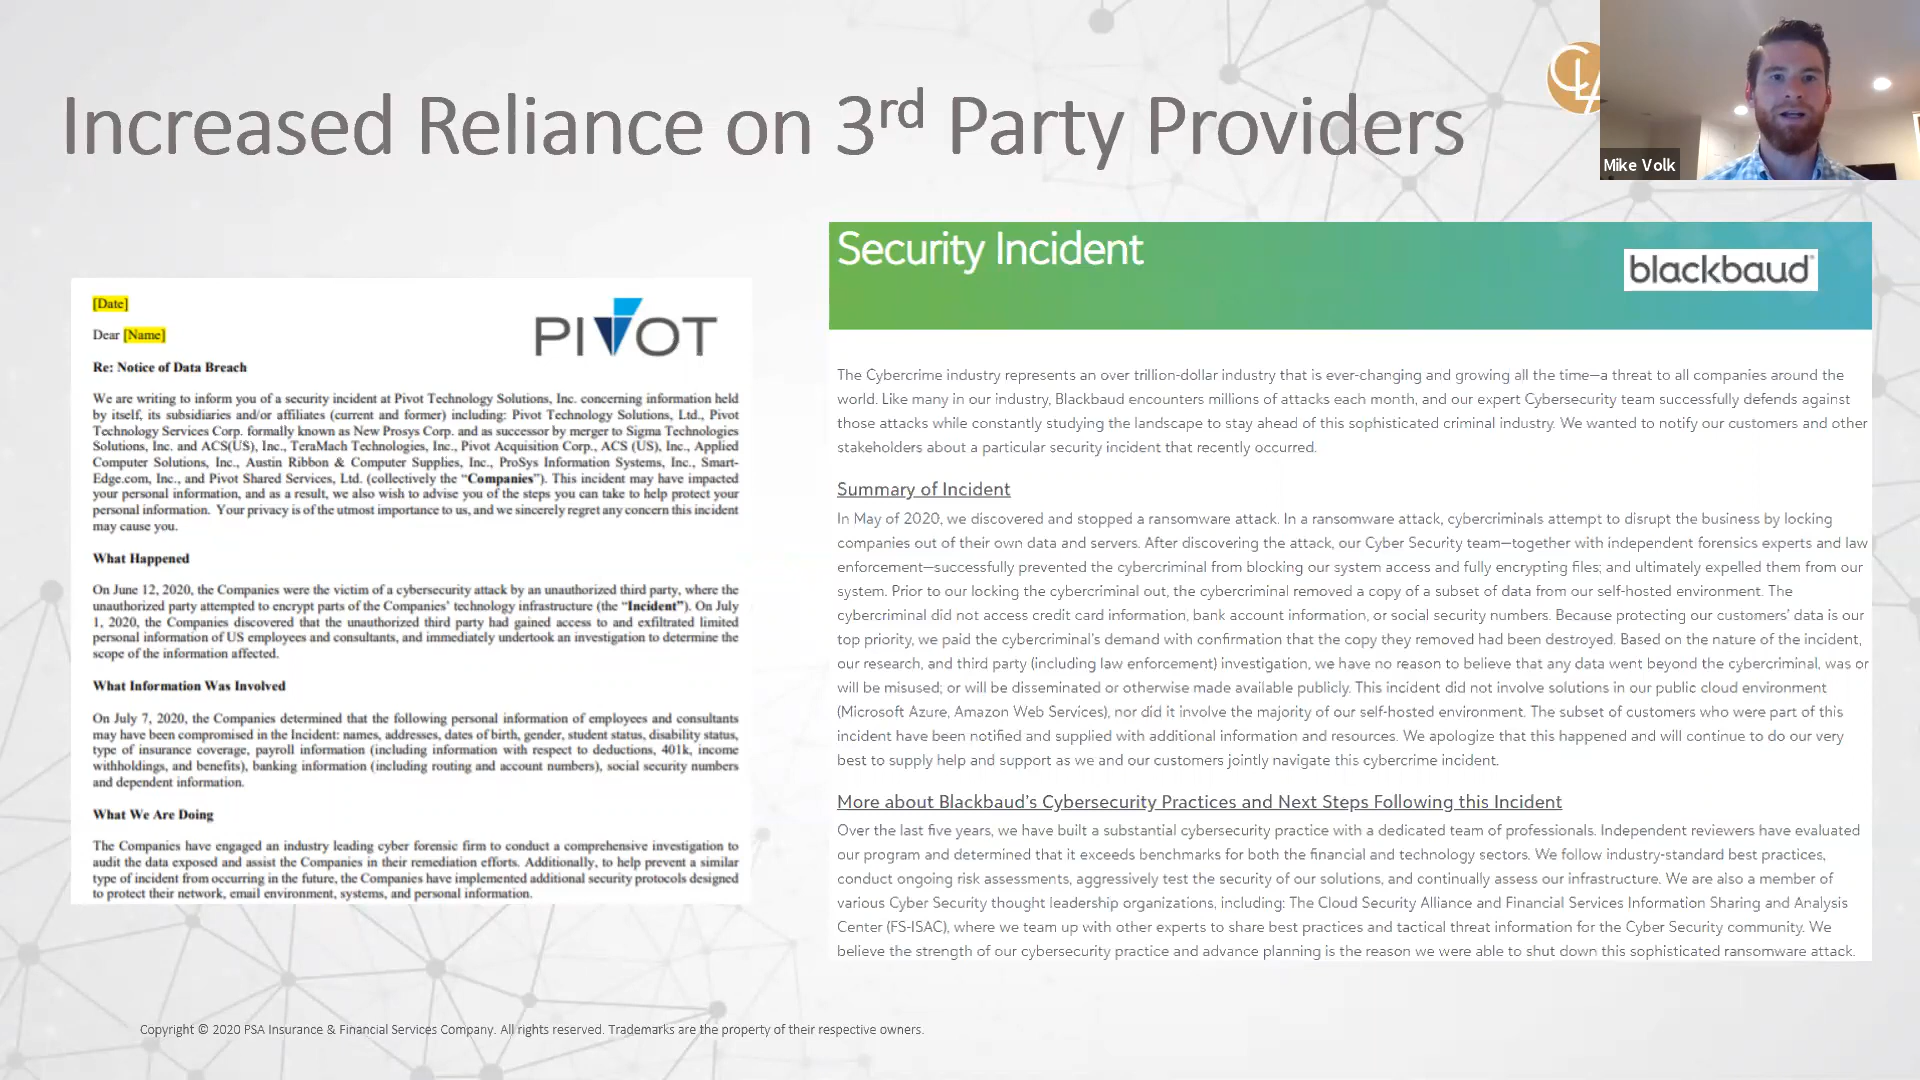 Increased Reliance on 3rd Party Providers
CLA
Mike Volk
[Date]
PIVOT
Dear [Name]
Re: Notice of Data Breach
We are writing to inform you of a security incident at Pivot Technology Solutions, Inc. concerning information held
by itself, its subsidiaries and/or affiliates (current and former) including: Pivot Technology Solutions, Ltd., Pivot
Technology Services Corp. formally known as New Prosys Corp. and as successor by merger to Sigma Technologies
Solutions, Inc. and ACS(US), Inc., TeraMach Technologies, Inc., Pivot Acquisition Corp., ACS (US), Inc., Applied
Computer Solutions, Inc., Austin Ribbon & Computer Supplies, Inc., ProSys Information Systems, Inc., Smart-
Edge.com, Inc., and Pivot Shared Services, Ltd. (collectively the “Companies”). This incident may have impacted
your personal information, and as a result, we also wish to advise you of the steps you can take to help protect your
personal information. Your privacy is of the utmost importance to us, and we sincerely regret any concern this incident
may cause you.
What Happened
On June 12, 2020, the Companies were the victim of a cybersecurity attack by an unauthorized third party, where the
unauthorized party attempted to encrypt parts of the Companies’ technology infrastructure (the “Incident”). On July
1, 2020, the Companies discovered that the unauthorized third party had gained access to and exfiltrated limited
personal information of US employees and consultants, and immediately undertook an investigation to determine the
scope of the information affected.
What Information Was Involved
On July 7, 2020, the Companies determined that the following personal information of employees and consultants
may have been compromised in the Incident: names, addresses, dates of birth, gender, student status, disability status,
type of insurance coverage, payroll information (including information with respect to deductions, 401k, income
withholdings, and benefits), banking information (including routing and account numbers), social security numbers
and dependent information.
What We Are Doing
The Companies have engaged an industry leading cyber forensic firm to conduct a comprehensive investigation to
audit the data exposed and assist the Companies in their remediation efforts. Additionally, to help prevent a similar
type of incident from occurring in the future, the Companies have implemented additional security protocols designed
to protect their network, email environment, systems, and personal information.
Security Incident
blackbaud
The Cybercrime industry represents an over trillion-dollar industry that is ever-changing and growing all the time—a threat to all companies around the
world. Like many in our industry, Blackbaud encounters millions of attacks each month, and our expert Cybersecurity team successfully defends against
those attacks while constantly studying the landscape to stay ahead of this sophisticated criminal industry. We wanted to notify our customers and other
stakeholders about a particular security incident that recently occurred.
Summary of Incident
In May of 2020, we discovered and stopped a ransomware attack. In a ransomware attack, cybercriminals attempt to disrupt the business by locking
companies out of their own data and servers. After discovering the attack, our Cyber Security team—together with independent forensics experts and law
enforcement—successfully prevented the cybercriminal from blocking our system access and fully encrypting files; and ultimately expelled them from our
system. Prior to our locking the cybercriminal out, the cybercriminal removed a copy of a subset of data from our self-hosted environment. The
cybercriminal did not access credit card information, bank account information, or social security numbers. Because protecting our customers’ data is our
top priority, we paid the cybercriminal’s demand with confirmation that the copy they removed had been destroyed. Based on the nature of the incident,
our research, and third party (including law enforcement) investigation, we have no reason to believe that any data went beyond the cybercriminal, was or
will be misused; or will be disseminated or otherwise made available publicly. This incident did not involve solutions in our public cloud environment
(Microsoft Azure, Amazon Web Services), nor did it involve the majority of our self-hosted environment. The subset of customers who were part of this
incident have been notified and supplied with additional information and resources. We apologize that this happened and will continue to do our very
best to supply help and support as we and our customers jointly navigate this cybercrime incident.
More about Blackbaud’s Cybersecurity Practices and Next Steps Following this Incident
Over the last five years, we have built a substantial cybersecurity practice with a dedicated team of professionals. Independent reviewers have evaluated
our program and determined that it exceeds benchmarks for both the financial and technology sectors. We follow industry-standard best practices,
conduct ongoing risk assessments, aggressively test the security of our solutions, and continually assess our infrastructure. We are also a member of
various Cyber Security thought leadership organizations, including: The Cloud Security Alliance and Financial Services Information Sharing and Analysis
Center (FS-ISAC), where we team up with other experts to share best practices and tactical threat information for the Cyber Security community. We
believe the strength of our cybersecurity practice and advance planning is the reason we were able to shut down this sophisticated ransomware attack.
Copyright © 2020 PSA Insurance & Financial Services Company. All rights reserved. Trademarks are the property of their respective owners.